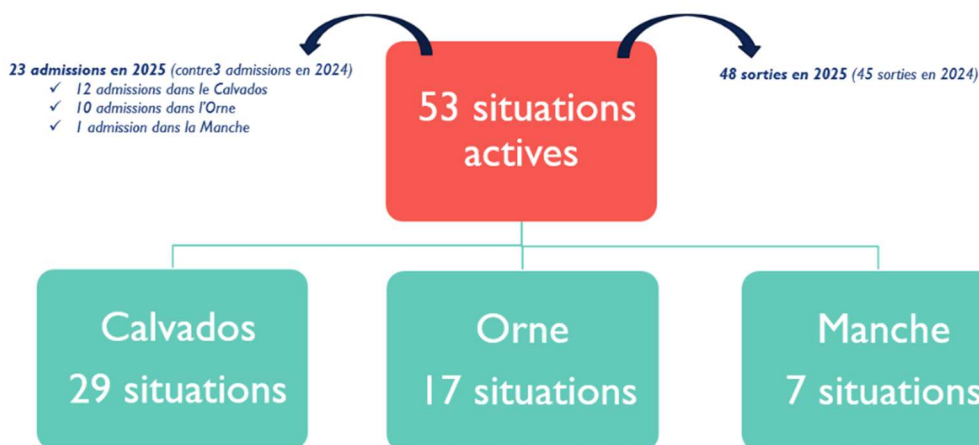 23 admissions en 2025 (contre3 admissions en 2024)
✓ 12 admissions dans le Calvados
✓ 10 admissions dans l'Orne
✓ 1 admission dans la Manche
53 situations
actives
48 sorties en 2025 (45 sorties en 2024)
Calvados
29 situations
Orne
17 situations
Manche
7 situations